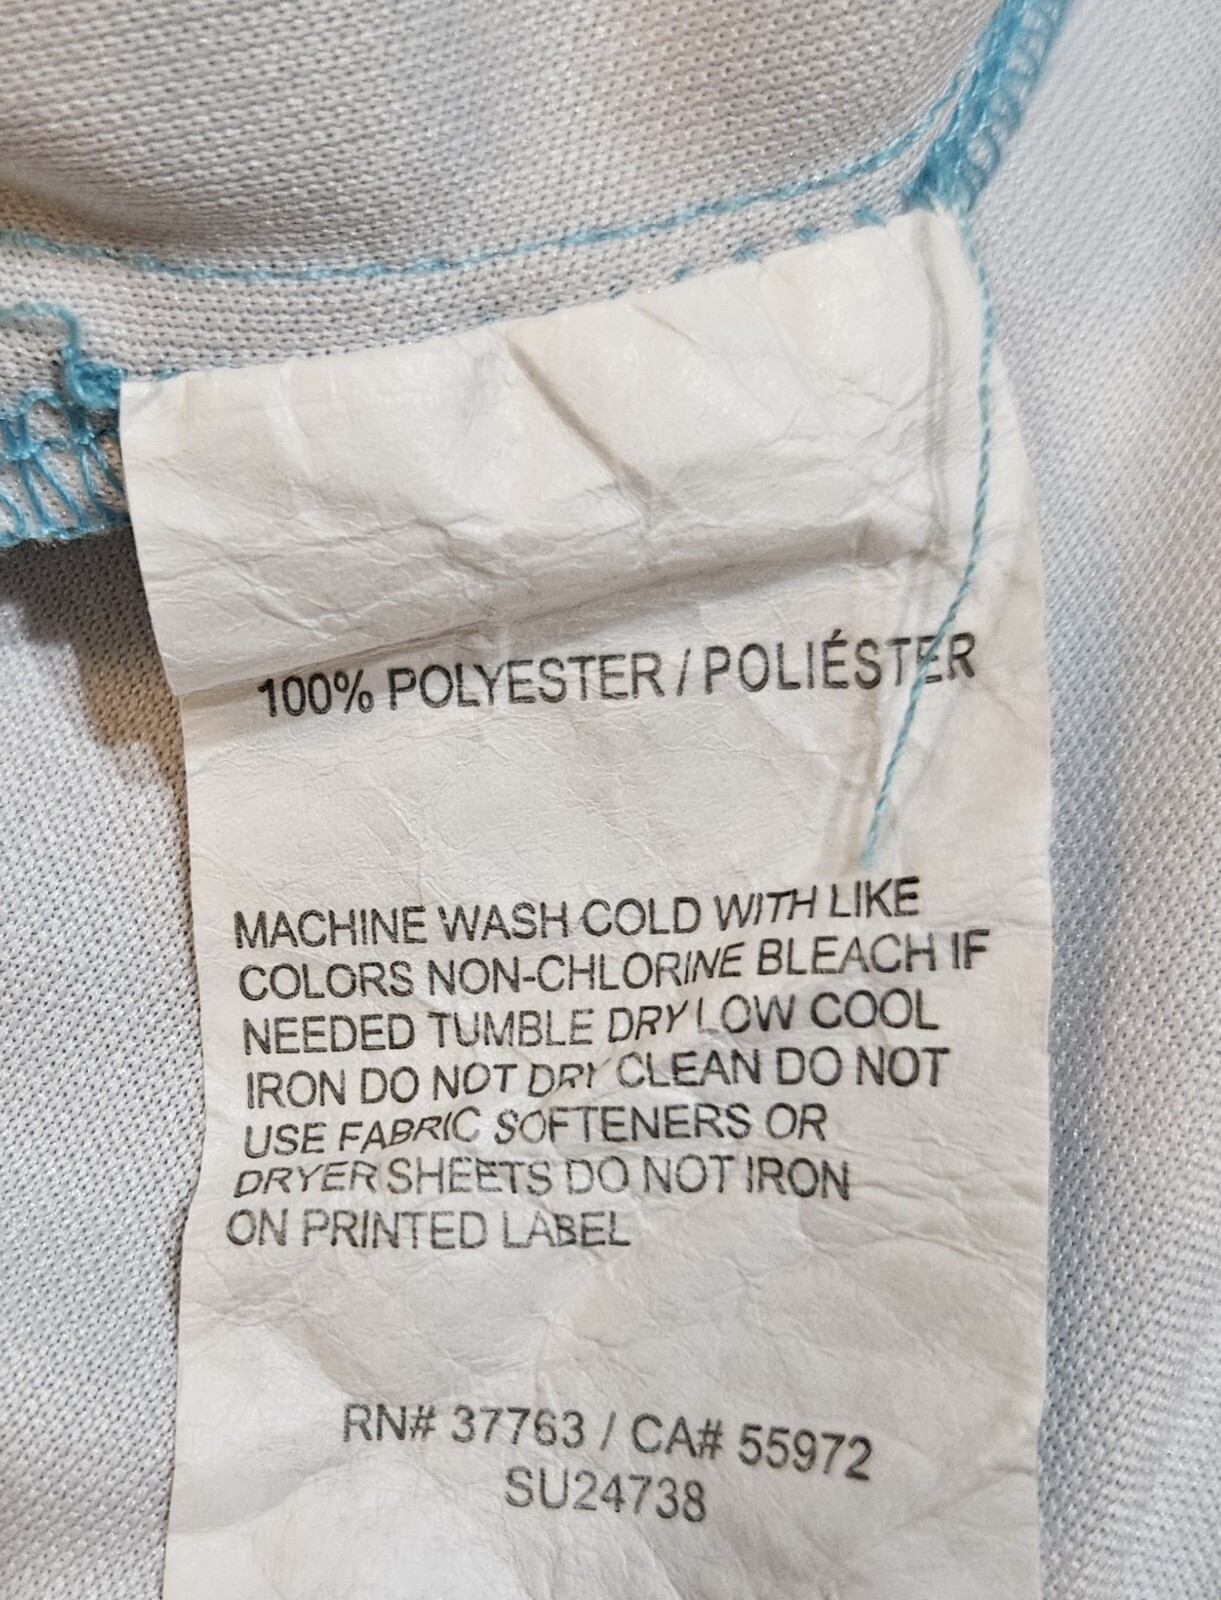 100% POLYESTER / POLIÉSTER
MACHINE WASH COLD WITH LIKE
COLORS NON-CHLORINE BLEACH IF
NEEDED TUMBLE DRY LOW COOL
IRON DO NOT DRY CLEAN DO NOT
USE FABRIC SOFTENERS OR
DRYER SHEETS DO NOT IRON
ON PRINTED LABEL
RN# 37763 / CA# 55972
SU24738